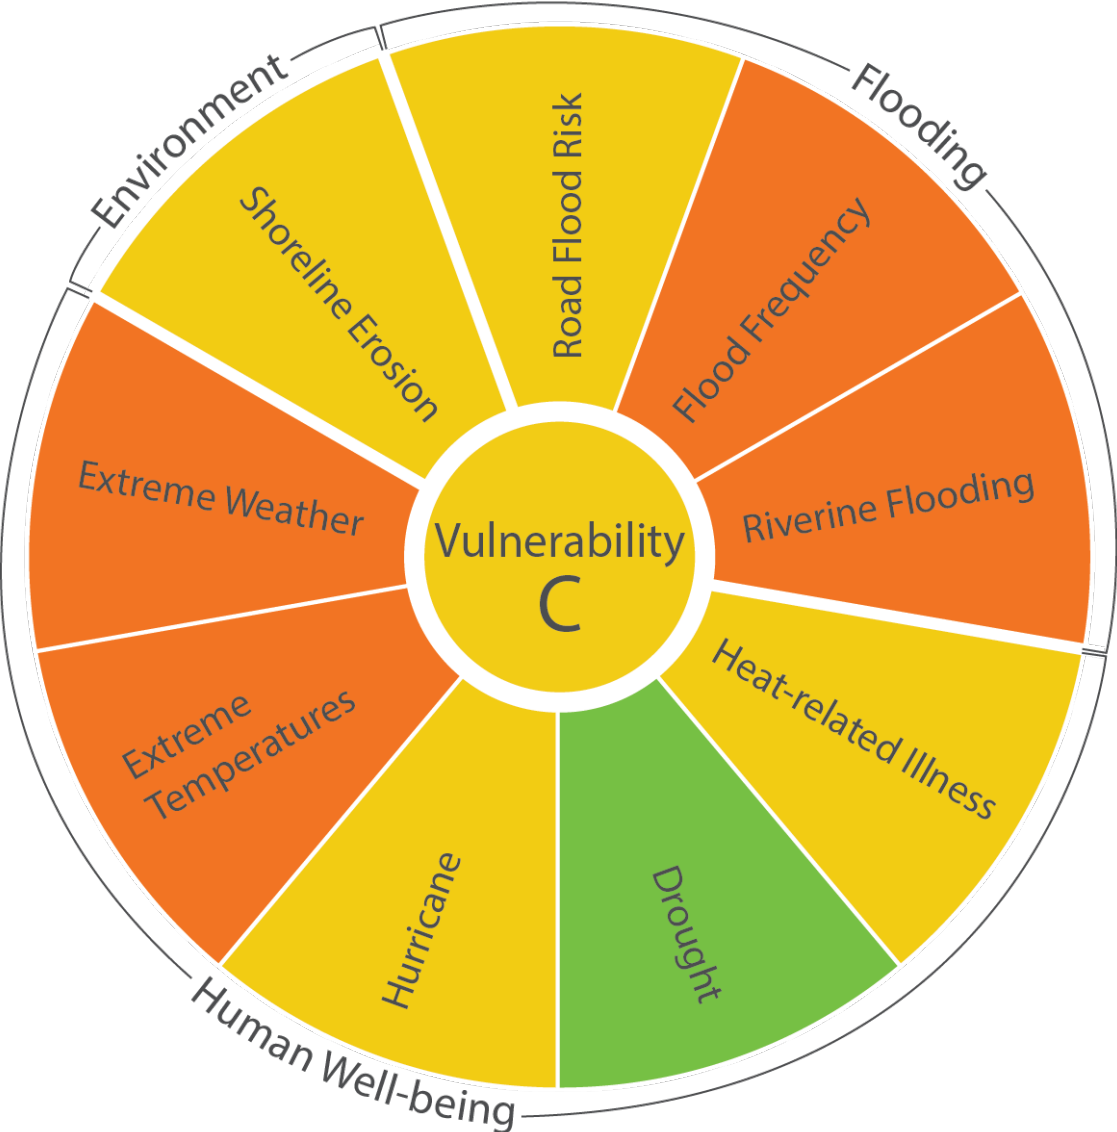 Environment
Flooding
Road Flood Risk
Shoreline Erosion
Flood Frequency
Extreme Weather
Riverine Flooding
Vulnerability
C
Heat-related Illness
Extreme
Temperatures
Hurricane
Drought
Human Well-being